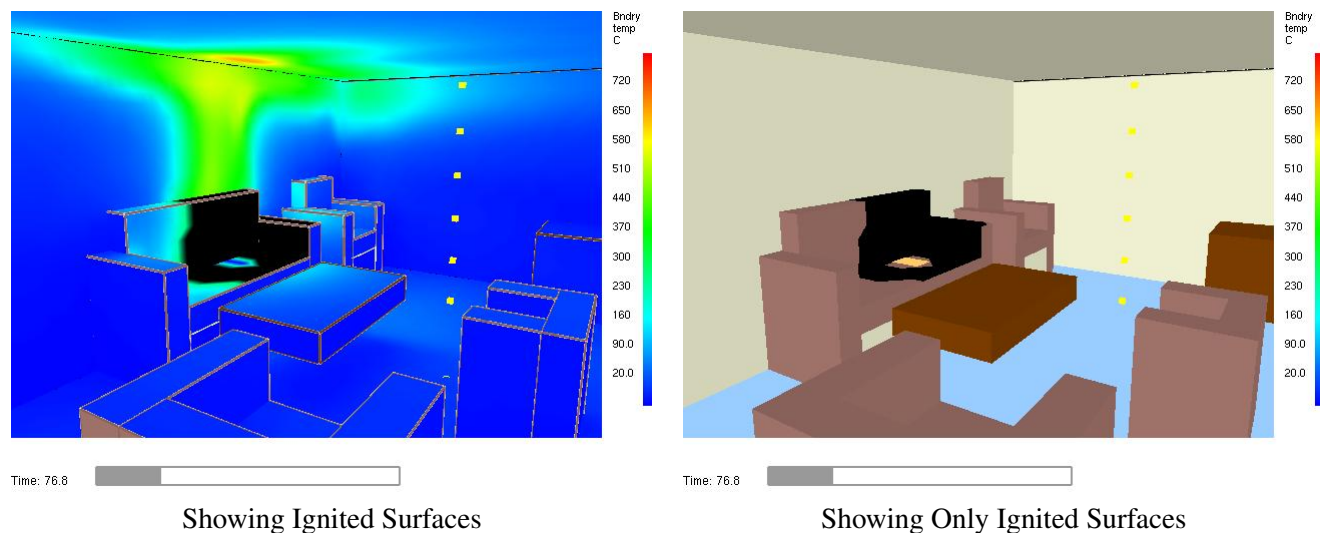 Bndry
temp
C
720
650
580
510
440
370
300
230
160
90.0
20.0
Time: 76.8
Showing Ignited Surfaces
Bndry
temp
C
720
650
580
510
440
370
300
230
160
90.0
20.0
Time: 76.8
Showing Only Ignited Surfaces